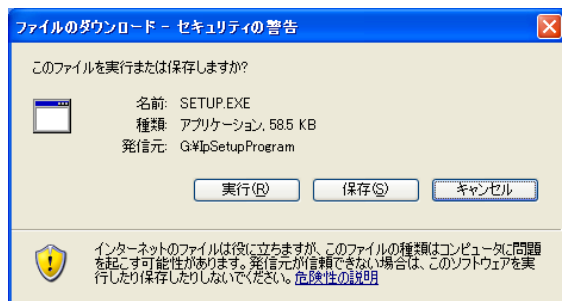 ファイルのダウンロード - セキュリティの警告
このファイルを実行または保存しますか?
名前: SETUP.EXE
種類: アプリケーション, 58.5 KB
発信元: G:¥IpSetupProgram
実行(R) 保存(S) キャンセル
インターネットのファイルは役に立ちますが、このファイルの種類はコンピュータに問題
を起こす可能性があります。発信元が信頼できない場合は、このソフトウェアを実
行したり保存したりしないでください。危険性の説明